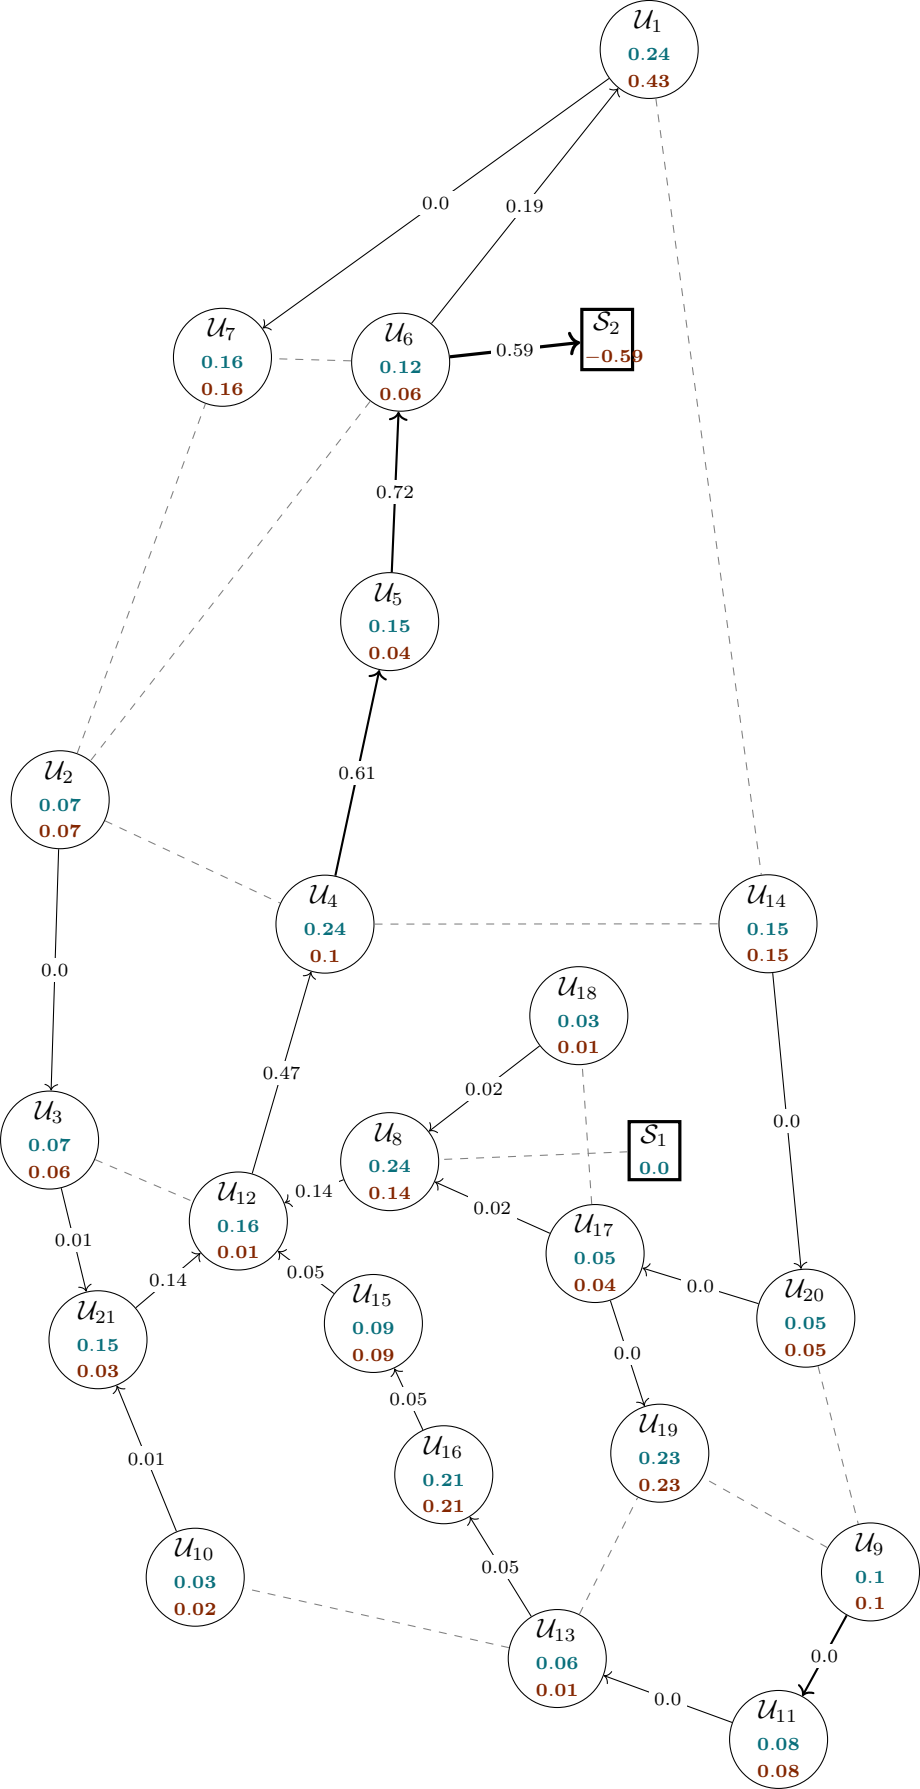 𝒰₁
0.24
0.43
0.0
0.19
𝒰₇
0.16
0.16
𝒰₆
0.12
0.06
0.59
𝒮₂
−0.59
0.72
𝒰₅
0.15
0.04
0.61
𝒰₂
0.07
0.07
𝒰₄
0.24
0.1
𝒰₁₄
0.15
0.15
0.0
𝒰₁₈
0.03
0.01
0.47
0.02
𝒰₃
0.07
0.06
𝒰₈
0.24
0.14
𝒮₁
0.0
0.0
𝒰₁₂
0.16
0.01
0.14
0.02
𝒰₁₇
0.05
0.04
0.01
0.14
0.05
0.0
𝒰₂₀
0.05
0.05
𝒰₂₁
0.15
0.03
𝒰₁₅
0.09
0.09
0.0
0.05
𝒰₁₉
0.23
0.23
0.01
𝒰₁₆
0.21
0.21
𝒰₁₀
0.03
0.02
0.05
𝒰₉
0.1
0.1
𝒰₁₃
0.06
0.01
0.0
0.0
𝒰₁₁
0.08
0.08